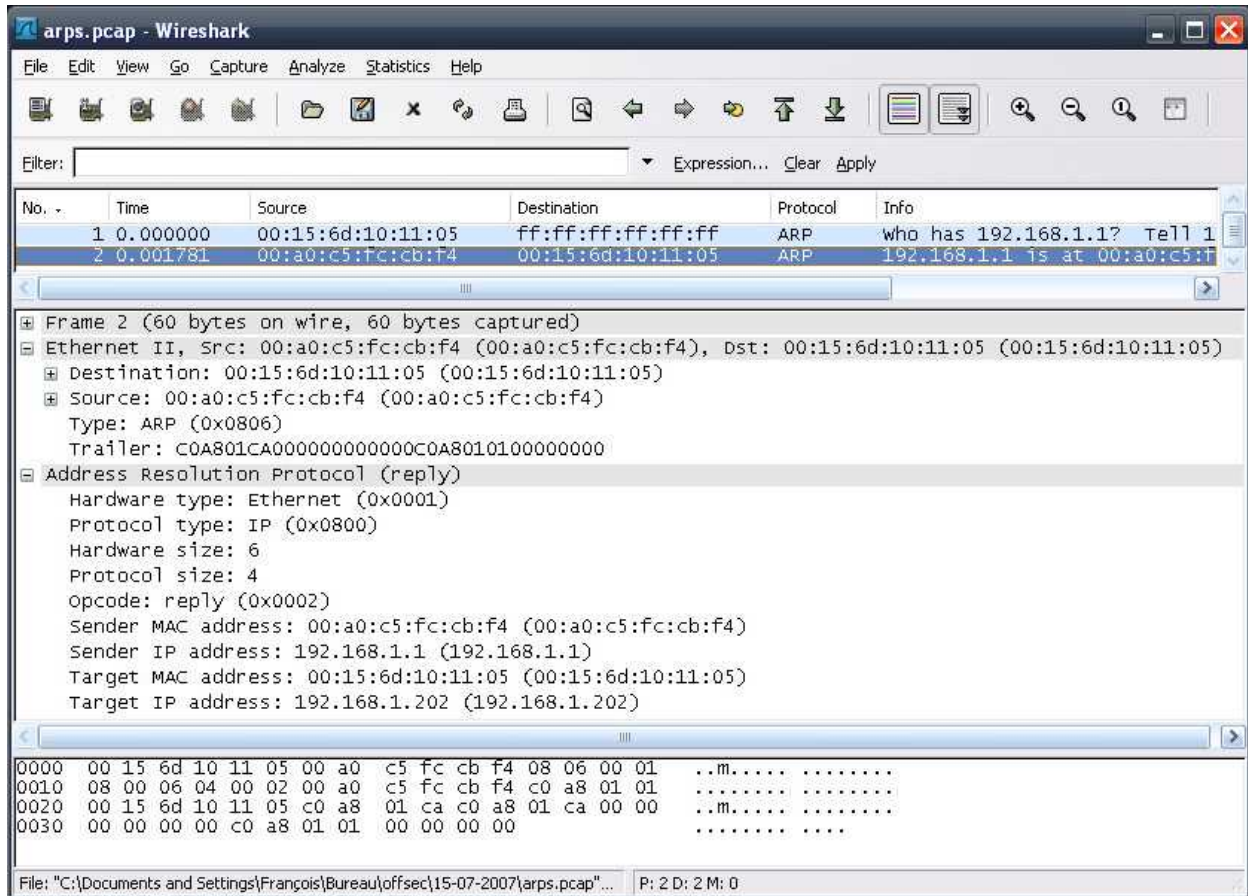 arps.pcap - Wireshark
File Edit View Go Capture Analyze Statistics Help
Filter: Expression... Clear Apply
No. - Time Source Destination Protocol Info
1 0.000000 00:15:6d:10:11:05 ff:ff:ff:ff:ff:ff ARP who has 192.168.1.1? Tell 1
2 0.001781 00:a0:c5:fc:cb:f4 00:15:6d:10:11:05 ARP 192.168.1.1 is at 00:a0:c5:f
Frame 2 (60 bytes on wire, 60 bytes captured)
Ethernet II, Src: 00:a0:c5:fc:cb:f4 (00:a0:c5:fc:cb:f4), Dst: 00:15:6d:10:11:05 (00:15:6d:10:11:05)
Destination: 00:15:6d:10:11:05 (00:15:6d:10:11:05)
Source: 00:a0:c5:fc:cb:f4 (00:a0:c5:fc:cb:f4)
Type: ARP (0x0806)
Trailer: C0A801CA000000000000C0A8010100000000
Address Resolution Protocol (reply)
Hardware type: Ethernet (0x0001)
Protocol type: IP (0x0800)
Hardware size: 6
Protocol size: 4
Opcode: reply (0x0002)
Sender MAC address: 00:a0:c5:fc:cb:f4 (00:a0:c5:fc:cb:f4)
Sender IP address: 192.168.1.1 (192.168.1.1)
Target MAC address: 00:15:6d:10:11:05 (00:15:6d:10:11:05)
Target IP address: 192.168.1.202 (192.168.1.202)
0000 00 15 6d 10 11 05 00 a0 c5 fc cb f4 08 06 00 01 ..m..... ........
0010 08 00 06 04 00 02 00 a0 c5 fc cb f4 c0 a8 01 01 ........ ........
0020 00 15 6d 10 11 05 c0 a8 01 ca c0 a8 01 ca 00 00 ..m..... ........
0030 00 00 00 00 c0 a8 01 01 00 00 00 00 ........ ....
File: "C:\Documents and Settings\François\Bureau\offsec\15-07-2007\arps.pcap"... P: 2 D: 2 M: 0